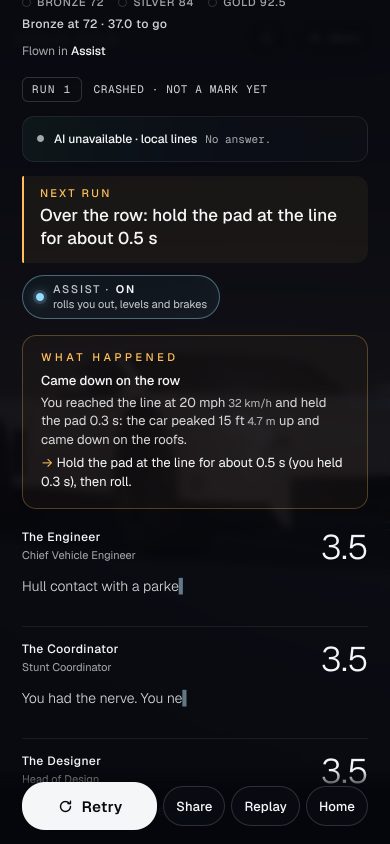 BRONZE 72 SILVER 84 GOLD 92.5
Bronze at 72 · 37.0 to go
Flown in Assist
RUN 1 CRASHED · NOT A MARK YET
AI unavailable · local lines No answer.
NEXT RUN
Over the row: hold the pad at the line
for about 0.5 s
ASSIST · ON
rolls you out, levels and brakes
WHAT HAPPENED
Came down on the row
You reached the line at 20 mph 32 km/h and held
the pad 0.3 s: the car peaked 15 ft 4.7 m up and
came down on the roofs.
→ Hold the pad at the line for about 0.5 s (you held
0.3 s), then roll.
The Engineer
Chief Vehicle Engineer
3.5
Hull contact with a parke
The Coordinator
Stunt Coordinator
3.5
You had the nerve. You ne
The Designer
Head of Design
3.5
Retry Share Replay Home